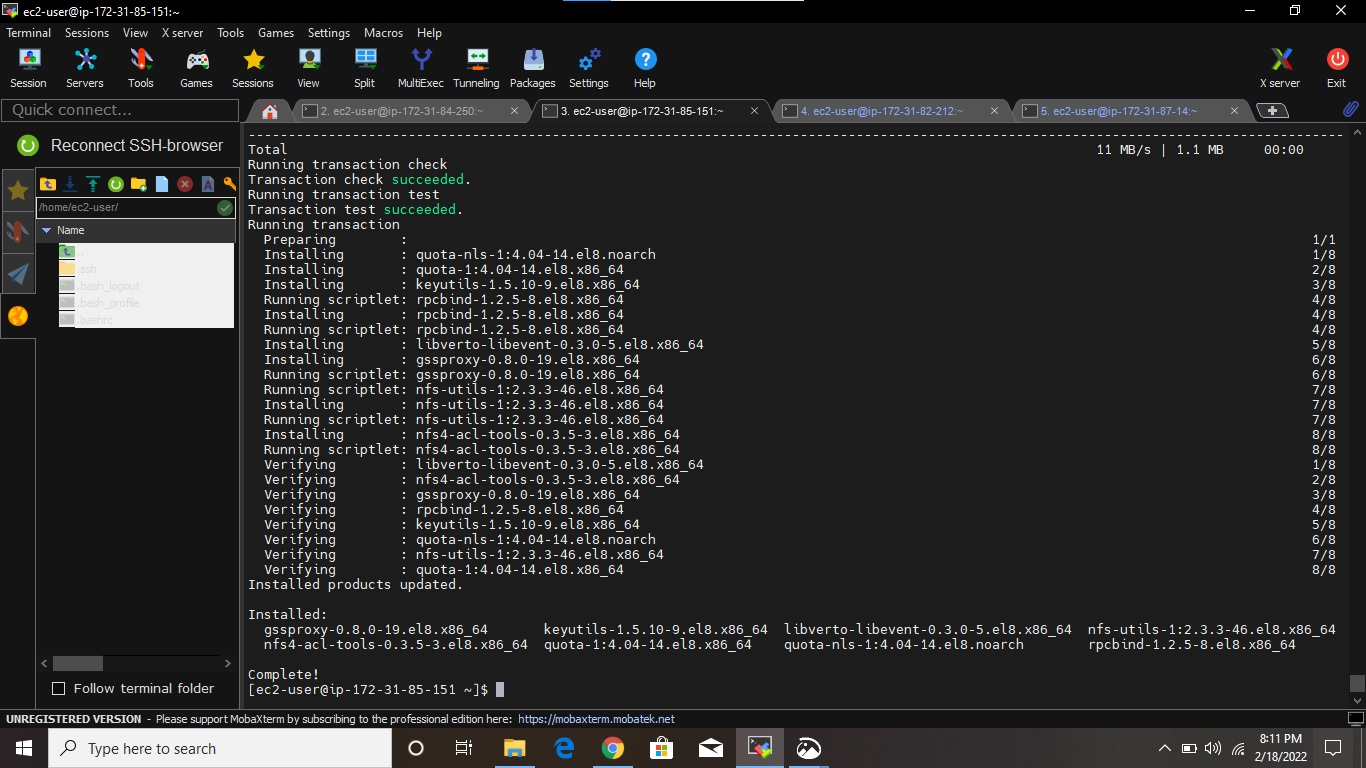 ec2-user@ip-172-31-85-151:~
Terminal Sessions View X server Tools Games Settings Macros Help
Session Servers Tools Games Sessions View Split MultiExec Tunneling Packages Settings Help X server Exit
Quick connect...
2. ec2-user@ip-172-31-84-250:~
3. ec2-user@ip-172-31-85-151:~
4. ec2-user@ip-172-31-82-212:~
5. ec2-user@ip-172-31-87-14:~
Reconnect SSH-browser
/home/ec2-user/
Name
..
.ssh
.bash_logout
.bash_profile
.bashrc
Follow terminal folder
--------------------------------------------------------------------------------
Total 11 MB/s | 1.1 MB 00:00
Running transaction check
Transaction check succeeded.
Running transaction test
Transaction test succeeded.
Running transaction
Preparing : 1/1
Installing : quota-nls-1:4.04-14.el8.noarch 1/8
Installing : quota-1:4.04-14.el8.x86_64 2/8
Installing : keyutils-1.5.10-9.el8.x86_64 3/8
Running scriptlet: rpcbind-1.2.5-8.el8.x86_64 4/8
Installing : rpcbind-1.2.5-8.el8.x86_64 4/8
Running scriptlet: rpcbind-1.2.5-8.el8.x86_64 4/8
Installing : libverto-libevent-0.3.0-5.el8.x86_64 5/8
Installing : gssproxy-0.8.0-19.el8.x86_64 6/8
Running scriptlet: gssproxy-0.8.0-19.el8.x86_64 6/8
Running scriptlet: nfs-utils-1:2.3.3-46.el8.x86_64 7/8
Installing : nfs-utils-1:2.3.3-46.el8.x86_64 7/8
Running scriptlet: nfs-utils-1:2.3.3-46.el8.x86_64 7/8
Installing : nfs4-acl-tools-0.3.5-3.el8.x86_64 8/8
Running scriptlet: nfs4-acl-tools-0.3.5-3.el8.x86_64 8/8
Verifying : libverto-libevent-0.3.0-5.el8.x86_64 1/8
Verifying : nfs4-acl-tools-0.3.5-3.el8.x86_64 2/8
Verifying : gssproxy-0.8.0-19.el8.x86_64 3/8
Verifying : rpcbind-1.2.5-8.el8.x86_64 4/8
Verifying : keyutils-1.5.10-9.el8.x86_64 5/8
Verifying : quota-nls-1:4.04-14.el8.noarch 6/8
Verifying : nfs-utils-1:2.3.3-46.el8.x86_64 7/8
Verifying : quota-1:4.04-14.el8.x86_64 8/8
Installed products updated.
Installed:
gssproxy-0.8.0-19.el8.x86_64 keyutils-1.5.10-9.el8.x86_64 libverto-libevent-0.3.0-5.el8.x86_64 nfs-utils-1:2.3.3-46.el8.x86_64
nfs4-acl-tools-0.3.5-3.el8.x86_64 quota-1:4.04-14.el8.x86_64 quota-nls-1:4.04-14.el8.noarch rpcbind-1.2.5-8.el8.x86_64
Complete!
[ec2-user@ip-172-31-85-151 ~]$
UNREGISTERED VERSION - Please support MobaXterm by subscribing to the professional edition here: https://mobaxterm.mobatek.net
Type here to search
8:11 PM
2/18/2022